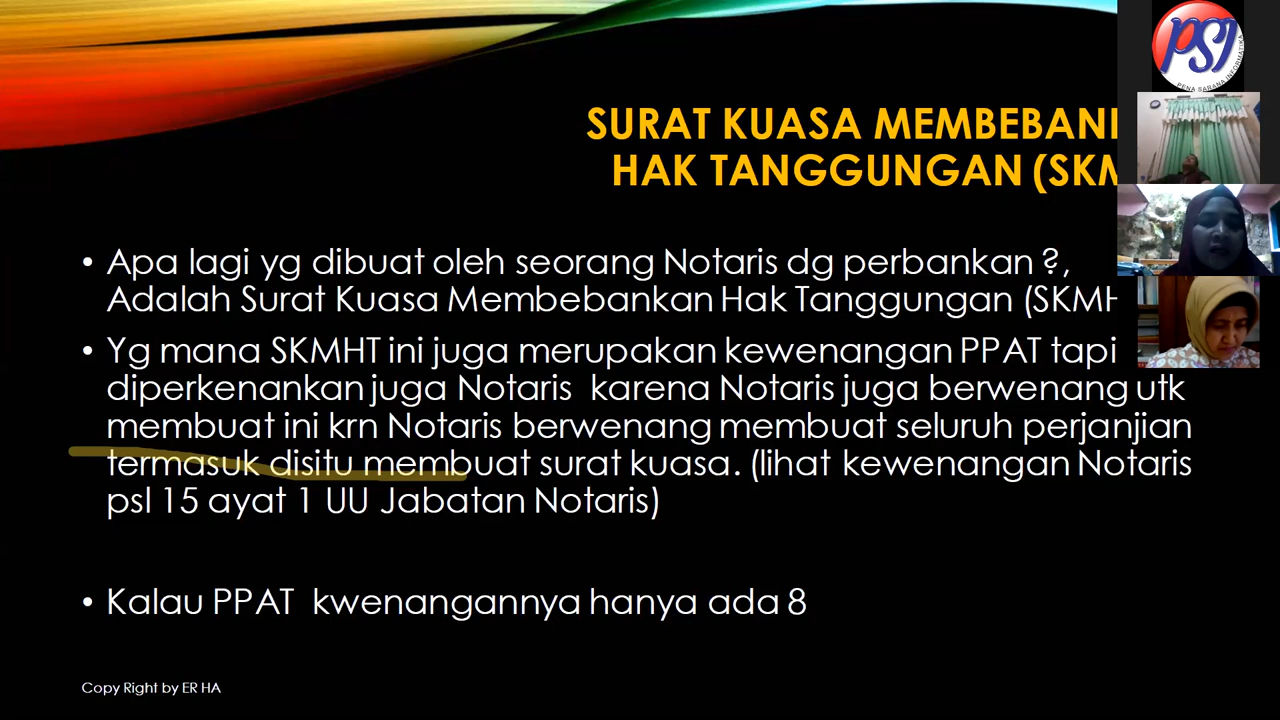 SURAT KUASA
HAK TANGGUNGAN
• Apa lagi yg dibuat oleh seorang Notaris dg perbankan ?,
Adalah Surat Kuasa Membebankan Hak Tanggungan
• Yg mana SKMHT ini juga merupakan kewenangan PPAT tapi
diperkenankan juga Notaris karena Notaris juga berwenang utk
membuat ini krn Notaris berwenang membuat seluruh perjanjian
termasuk disitu membuat surat kuasa. (lihat kewenangan Notaris
psl 15 ayat 1 UU Jabatan Notaris)
• Kalau PPAT kwenangannya hanya ada 8
Copy Right by ER HA
PSI
PENA SARANA INFORMATIKA